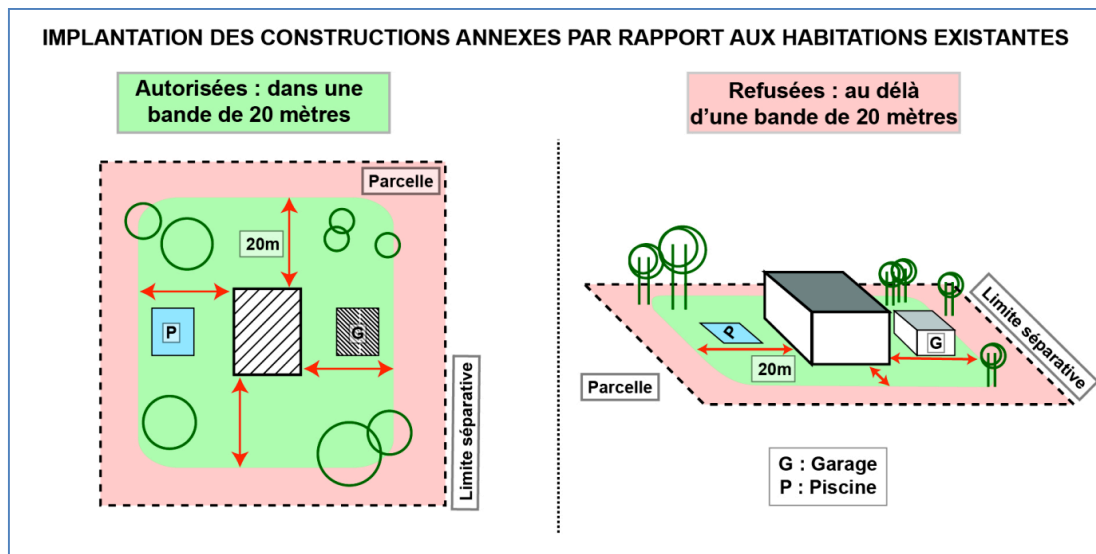 IMPLANTATION DES CONSTRUCTIONS ANNEXES PAR RAPPORT AUX HABITATIONS EXISTANTES
Autorisées : dans une
bande de 20 mètres
Parcelle
20m
P
G
Limite séparative
Refusées : au délà
d'une bande de 20 mètres
P
20m
G
Limite séparative
Parcelle
G : Garage
P : Piscine